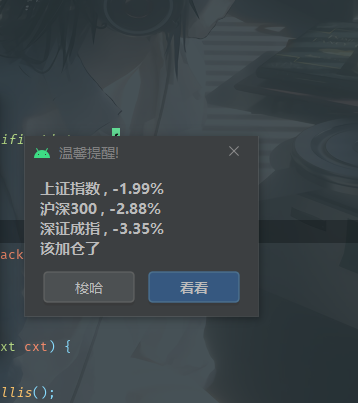 ifi
温馨提醒!
上证指数 , -1.99%
沪深300 , -2.88%
深证成指 , -3.35%
该加仓了
ack
梭哈
看看
xt cxt) {
llis();